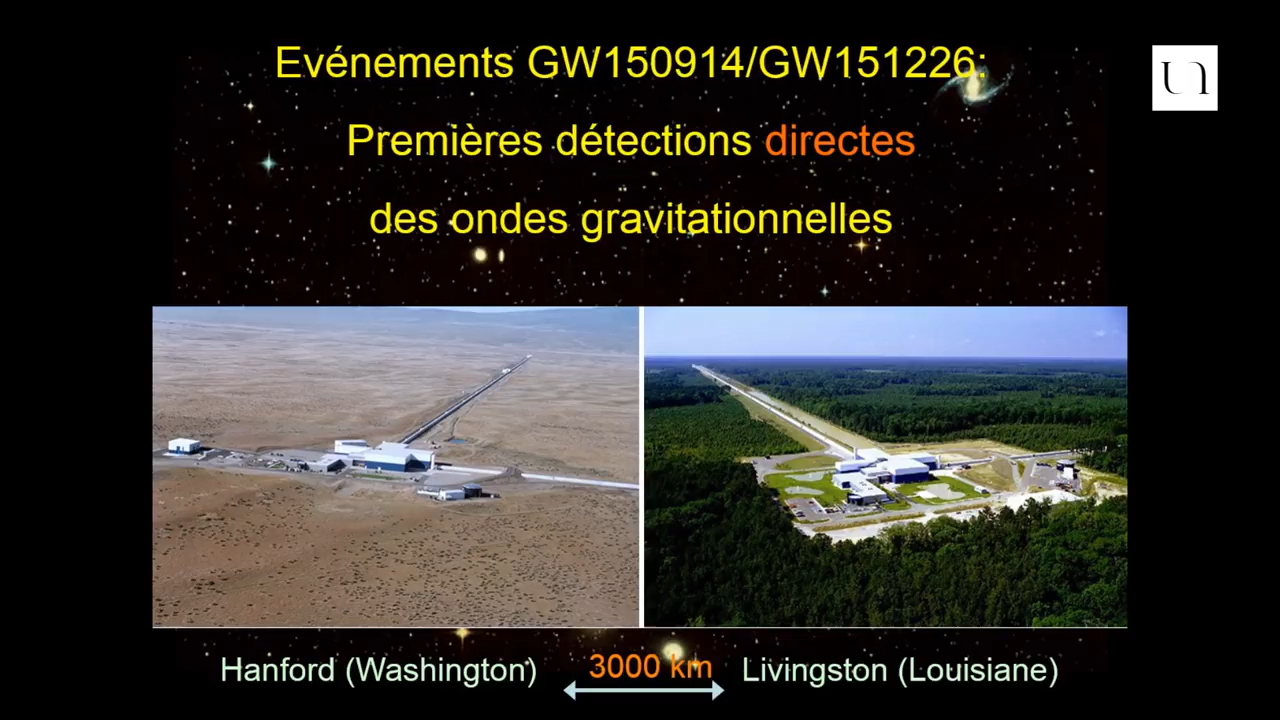 Evénements GW150914/GW151226:
Premières détections directes
des ondes gravitationnelles
Hanford (Washington)
3000 km
Livingston (Louisiane)